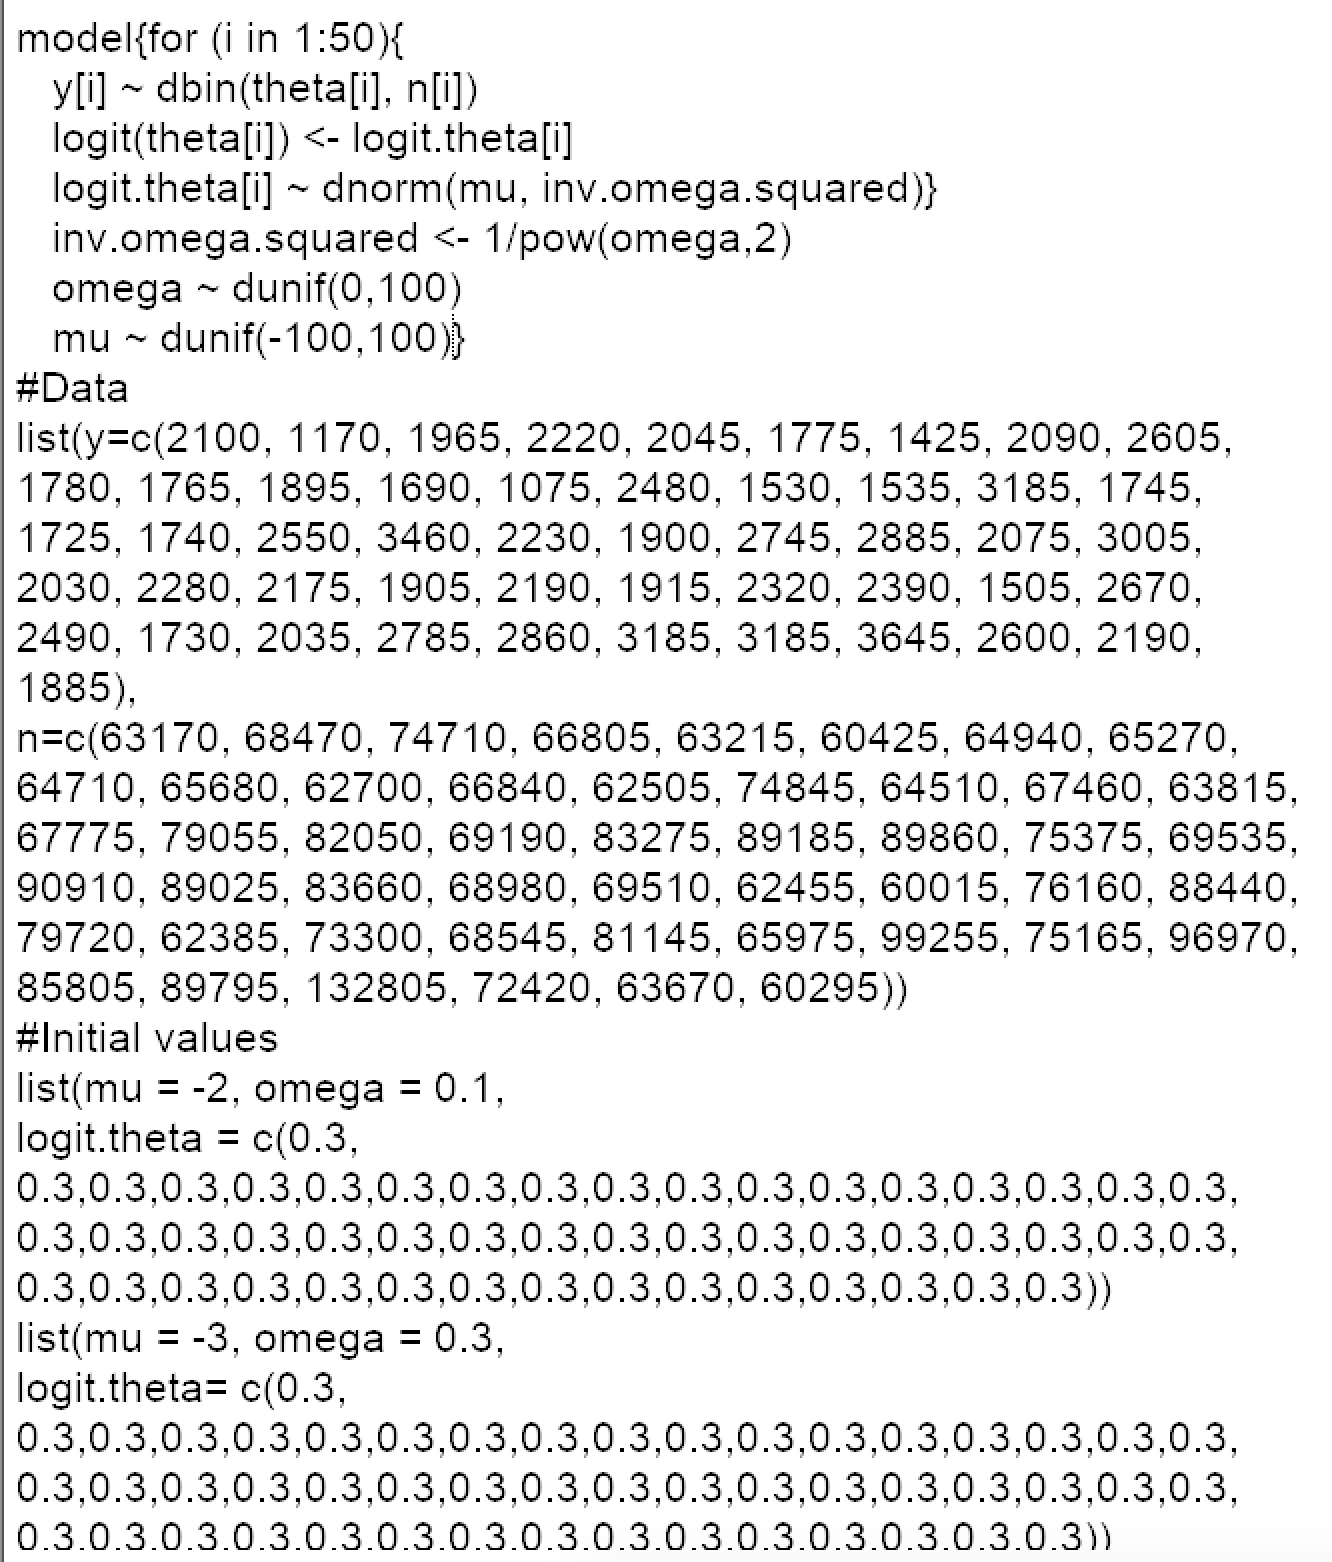 model{for (i in 1:50){
y[i] ~ dbin(theta[i], n[i])
logit(theta[i]) <- logit.theta[i]
logit.theta[i] ~ dnorm(mu, inv.omega.squared)}
inv.omega.squared <- 1/pow(omega,2)
omega ~ dunif(0,100)
mu ~ dunif(-100,100)}
#Data
list(y=c(2100, 1170, 1965, 2220, 2045, 1775, 1425, 2090, 2605,
1780, 1765, 1895, 1690, 1075, 2480, 1530, 1535, 3185, 1745,
1725, 1740, 2550, 3460, 2230, 1900, 2745, 2885, 2075, 3005,
2030, 2280, 2175, 1905, 2190, 1915, 2320, 2390, 1505, 2670,
2490, 1730, 2035, 2785, 2860, 3185, 3185, 3645, 2600, 2190,
1885),
n=c(63170, 68470, 74710, 66805, 63215, 60425, 64940, 65270,
64710, 65680, 62700, 66840, 62505, 74845, 64510, 67460, 63815,
67775, 79055, 82050, 69190, 83275, 89185, 89860, 75375, 69535,
90910, 89025, 83660, 68980, 69510, 62455, 60015, 76160, 88440,
79720, 62385, 73300, 68545, 81145, 65975, 99255, 75165, 96970,
85805, 89795, 132805, 72420, 63670, 60295))
#Initial values
list(mu = -2, omega = 0.1,
logit.theta = c(0.3,
0.3,0.3,0.3,0.3,0.3,0.3,0.3,0.3,0.3,0.3,0.3,0.3,0.3,0.3,0.3,0.3,0.3,
0.3,0.3,0.3,0.3,0.3,0.3,0.3,0.3,0.3,0.3,0.3,0.3,0.3,0.3,0.3,0.3,0.3,
0.3,0.3,0.3,0.3,0.3,0.3,0.3,0.3,0.3,0.3,0.3,0.3,0.3,0.3,0.3))
list(mu = -3, omega = 0.3,
logit.theta= c(0.3,
0.3,0.3,0.3,0.3,0.3,0.3,0.3,0.3,0.3,0.3,0.3,0.3,0.3,0.3,0.3,0.3,0.3,
0.3,0.3,0.3,0.3,0.3,0.3,0.3,0.3,0.3,0.3,0.3,0.3,0.3,0.3,0.3,0.3,0.3,
0.3,0.3,0.3,0.3,0.3,0.3,0.3,0.3,0.3,0.3,0.3,0.3,0.3,0.3,0.3))